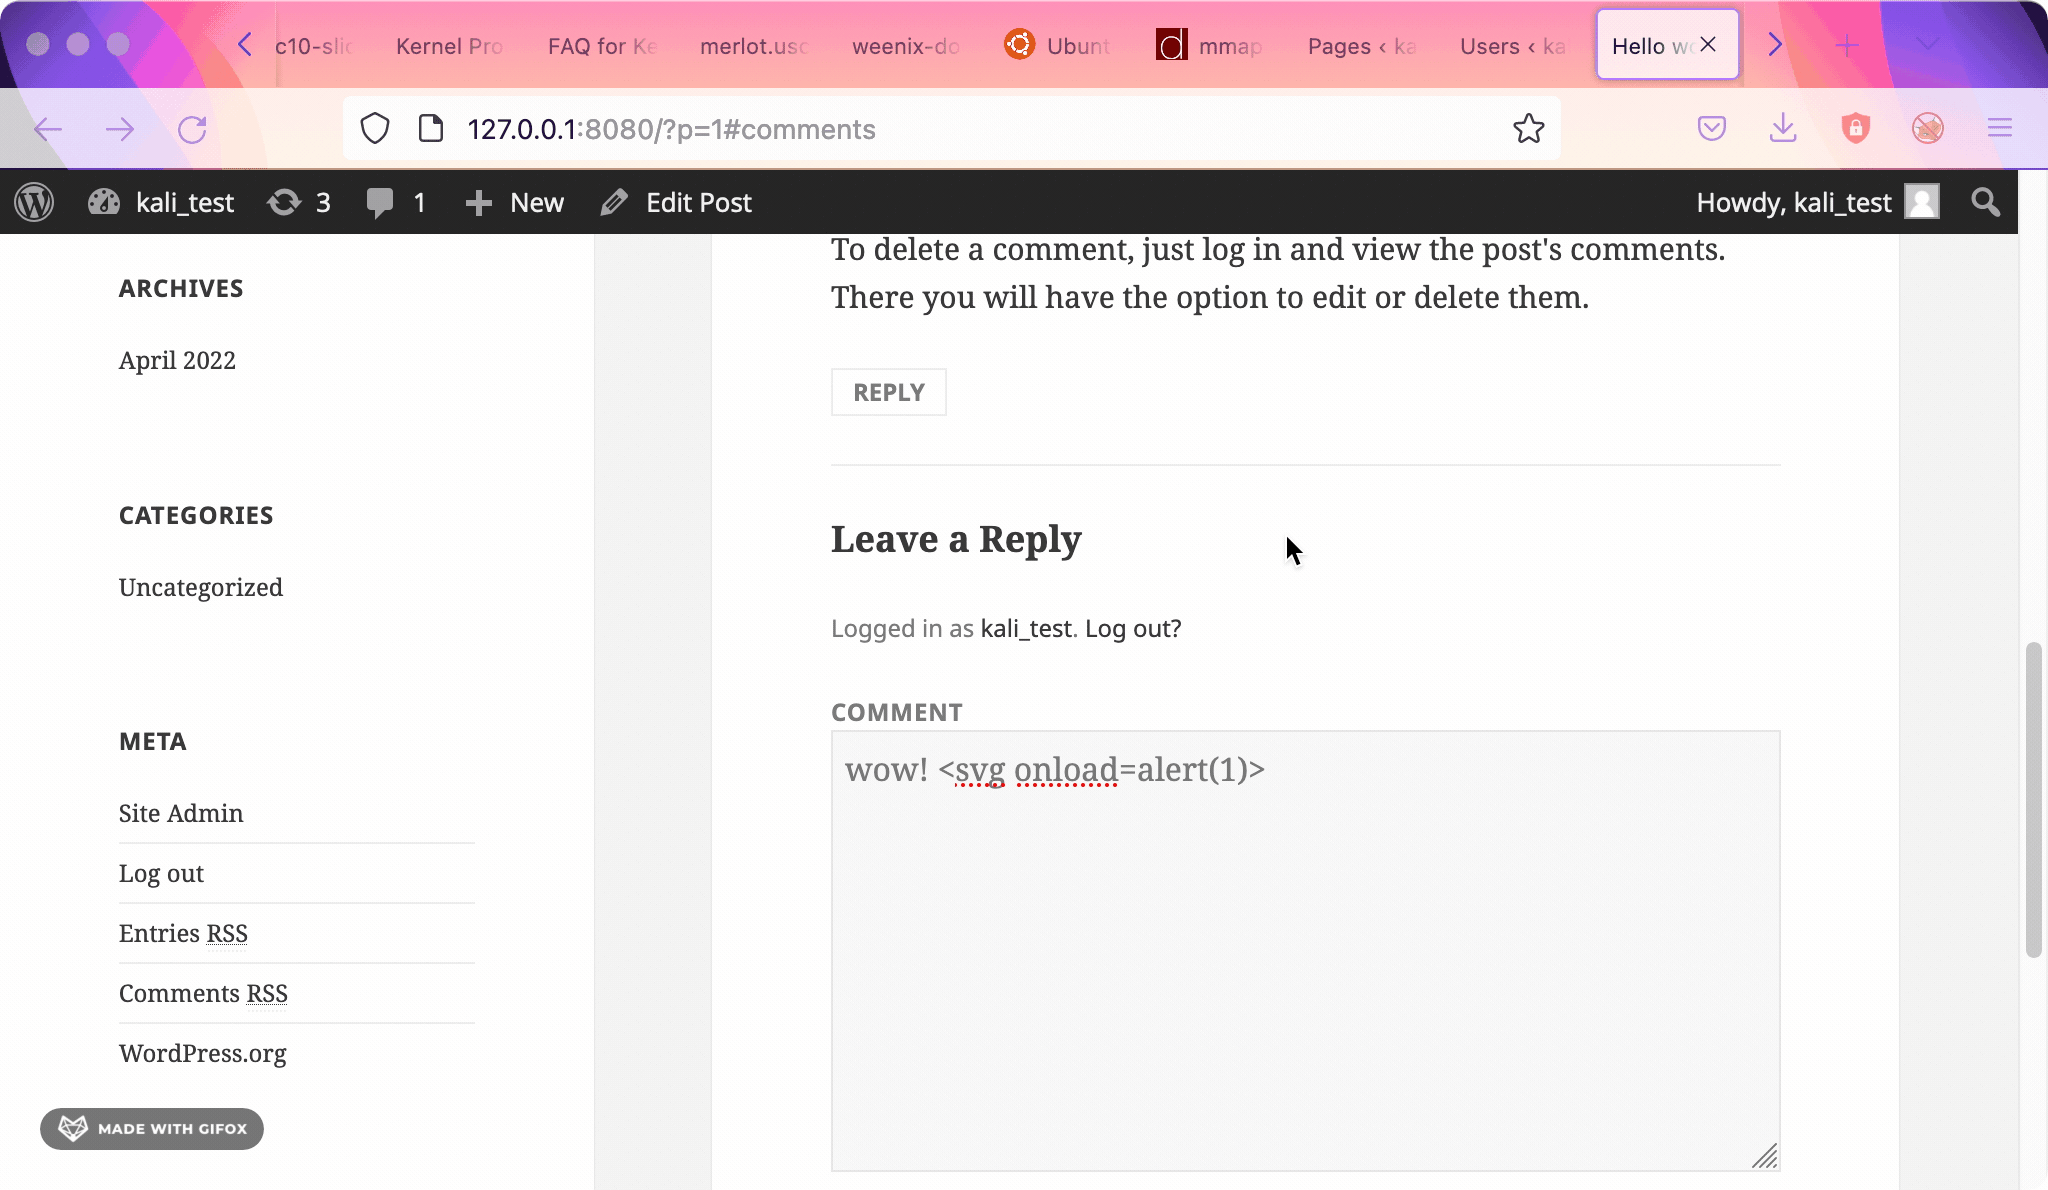 c10-slic Kernel Pro FAQ for Ke merlot.usc weenix-do Ubunt mmap Pages ‹ ka Users ‹ ka Hello wo
127.0.0.1:8080/?p=1#comments
kali_test 3 1 New Edit Post Howdy, kali_test
To delete a comment, just log in and view the post's comments.
There you will have the option to edit or delete them.
REPLY
Leave a Reply
Logged in as kali_test. Log out?
COMMENT
wow! <svg onload=alert(1)>
ARCHIVES
April 2022
CATEGORIES
Uncategorized
META
Site Admin
Log out
Entries RSS
Comments RSS
WordPress.org
MADE WITH GIFOX